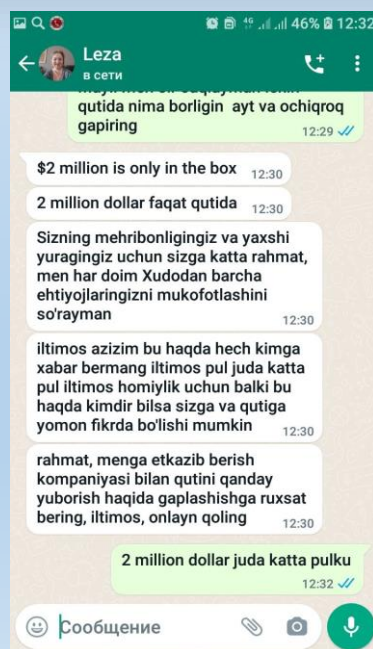 46% 12:32
Leza
в сети
qutida nima borligin ayt va ochiqroq
gapiring
12:29
$2 million is only in the box 12:30
2 million dollar faqat qutida 12:30
Sizning mehribonligingiz va yaxshi
yuragingiz uchun sizga katta rahmat,
men har doim Xudodan barcha
ehtiyojlaringizni mukofotlashini
so'rayman
12:30
iltimos azizim bu haqda hech kimga
xabar bermang iltimos pul juda katta
pul iltimos homiylik uchun balki bu
haqda kimdir bilsa sizga va qutiga
yomon fikrda bo'lishi mumkin 12:30
rahmat, menga etkazib berish
kompaniyasi bilan qutini qanday
yuborish haqida gaplashishga ruxsat
bering, iltimos, onlayn qoling 12:30
2 million dollar juda katta pulku
12:32
Сообщение